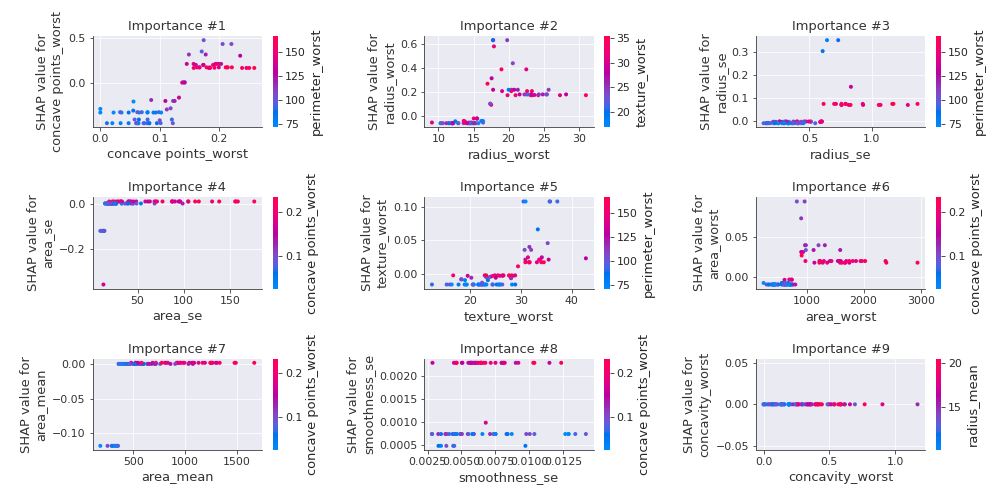 Importance #1
SHAP value for
concave points_worst
0.5
0.0
0.0
0.1
0.2
concave points_worst
150
125
100
75
perimeter_worst
Importance #2
SHAP value for
radius_worst
0.6
0.4
0.2
0.0
10
15
20
25
30
radius_worst
35
30
25
20
texture_worst
Importance #3
SHAP value for
radius_se
0.3
0.2
0.1
0.0
0.5
1.0
radius_se
150
125
100
75
perimeter_worst
Importance #4
SHAP value for
area_se
0.0
−0.2
50
100
150
area_se
0.2
0.1
concave points_worst
Importance #5
SHAP value for
texture_worst
0.10
0.05
0.00
20
30
40
texture_worst
150
125
100
75
perimeter_worst
Importance #6
SHAP value for
area_worst
0.05
0.00
1000
2000
3000
area_worst
0.2
0.1
concave points_worst
Importance #7
SHAP value for
area_mean
0.00
−0.05
−0.10
500
1000
1500
area_mean
0.2
0.1
concave points_worst
Importance #8
SHAP value for
smoothness_se
0.0020
0.0015
0.0010
0.0005
0.0025
0.0050
0.0075
0.0100
0.0125
smoothness_se
0.2
0.1
concave points_worst
Importance #9
SHAP value for
concavity_worst
0.05
0.00
−0.05
0.0
0.5
1.0
concavity_worst
20
15
radius_mean